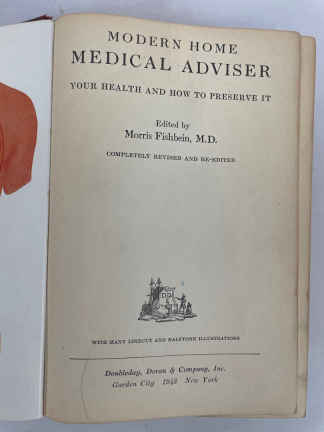 MODERN HOME
MEDICAL ADVISER
YOUR HEALTH AND HOW TO PRESERVE IT
Edited by
Morris Fishbein, M.D.
COMPLETELY REVISED AND RE-EDITED
WITH MANY LINECUT AND HALFTONE ILLUSTRATIONS
Doubleday, Doran & Company, Inc.
Garden City 1942 New York